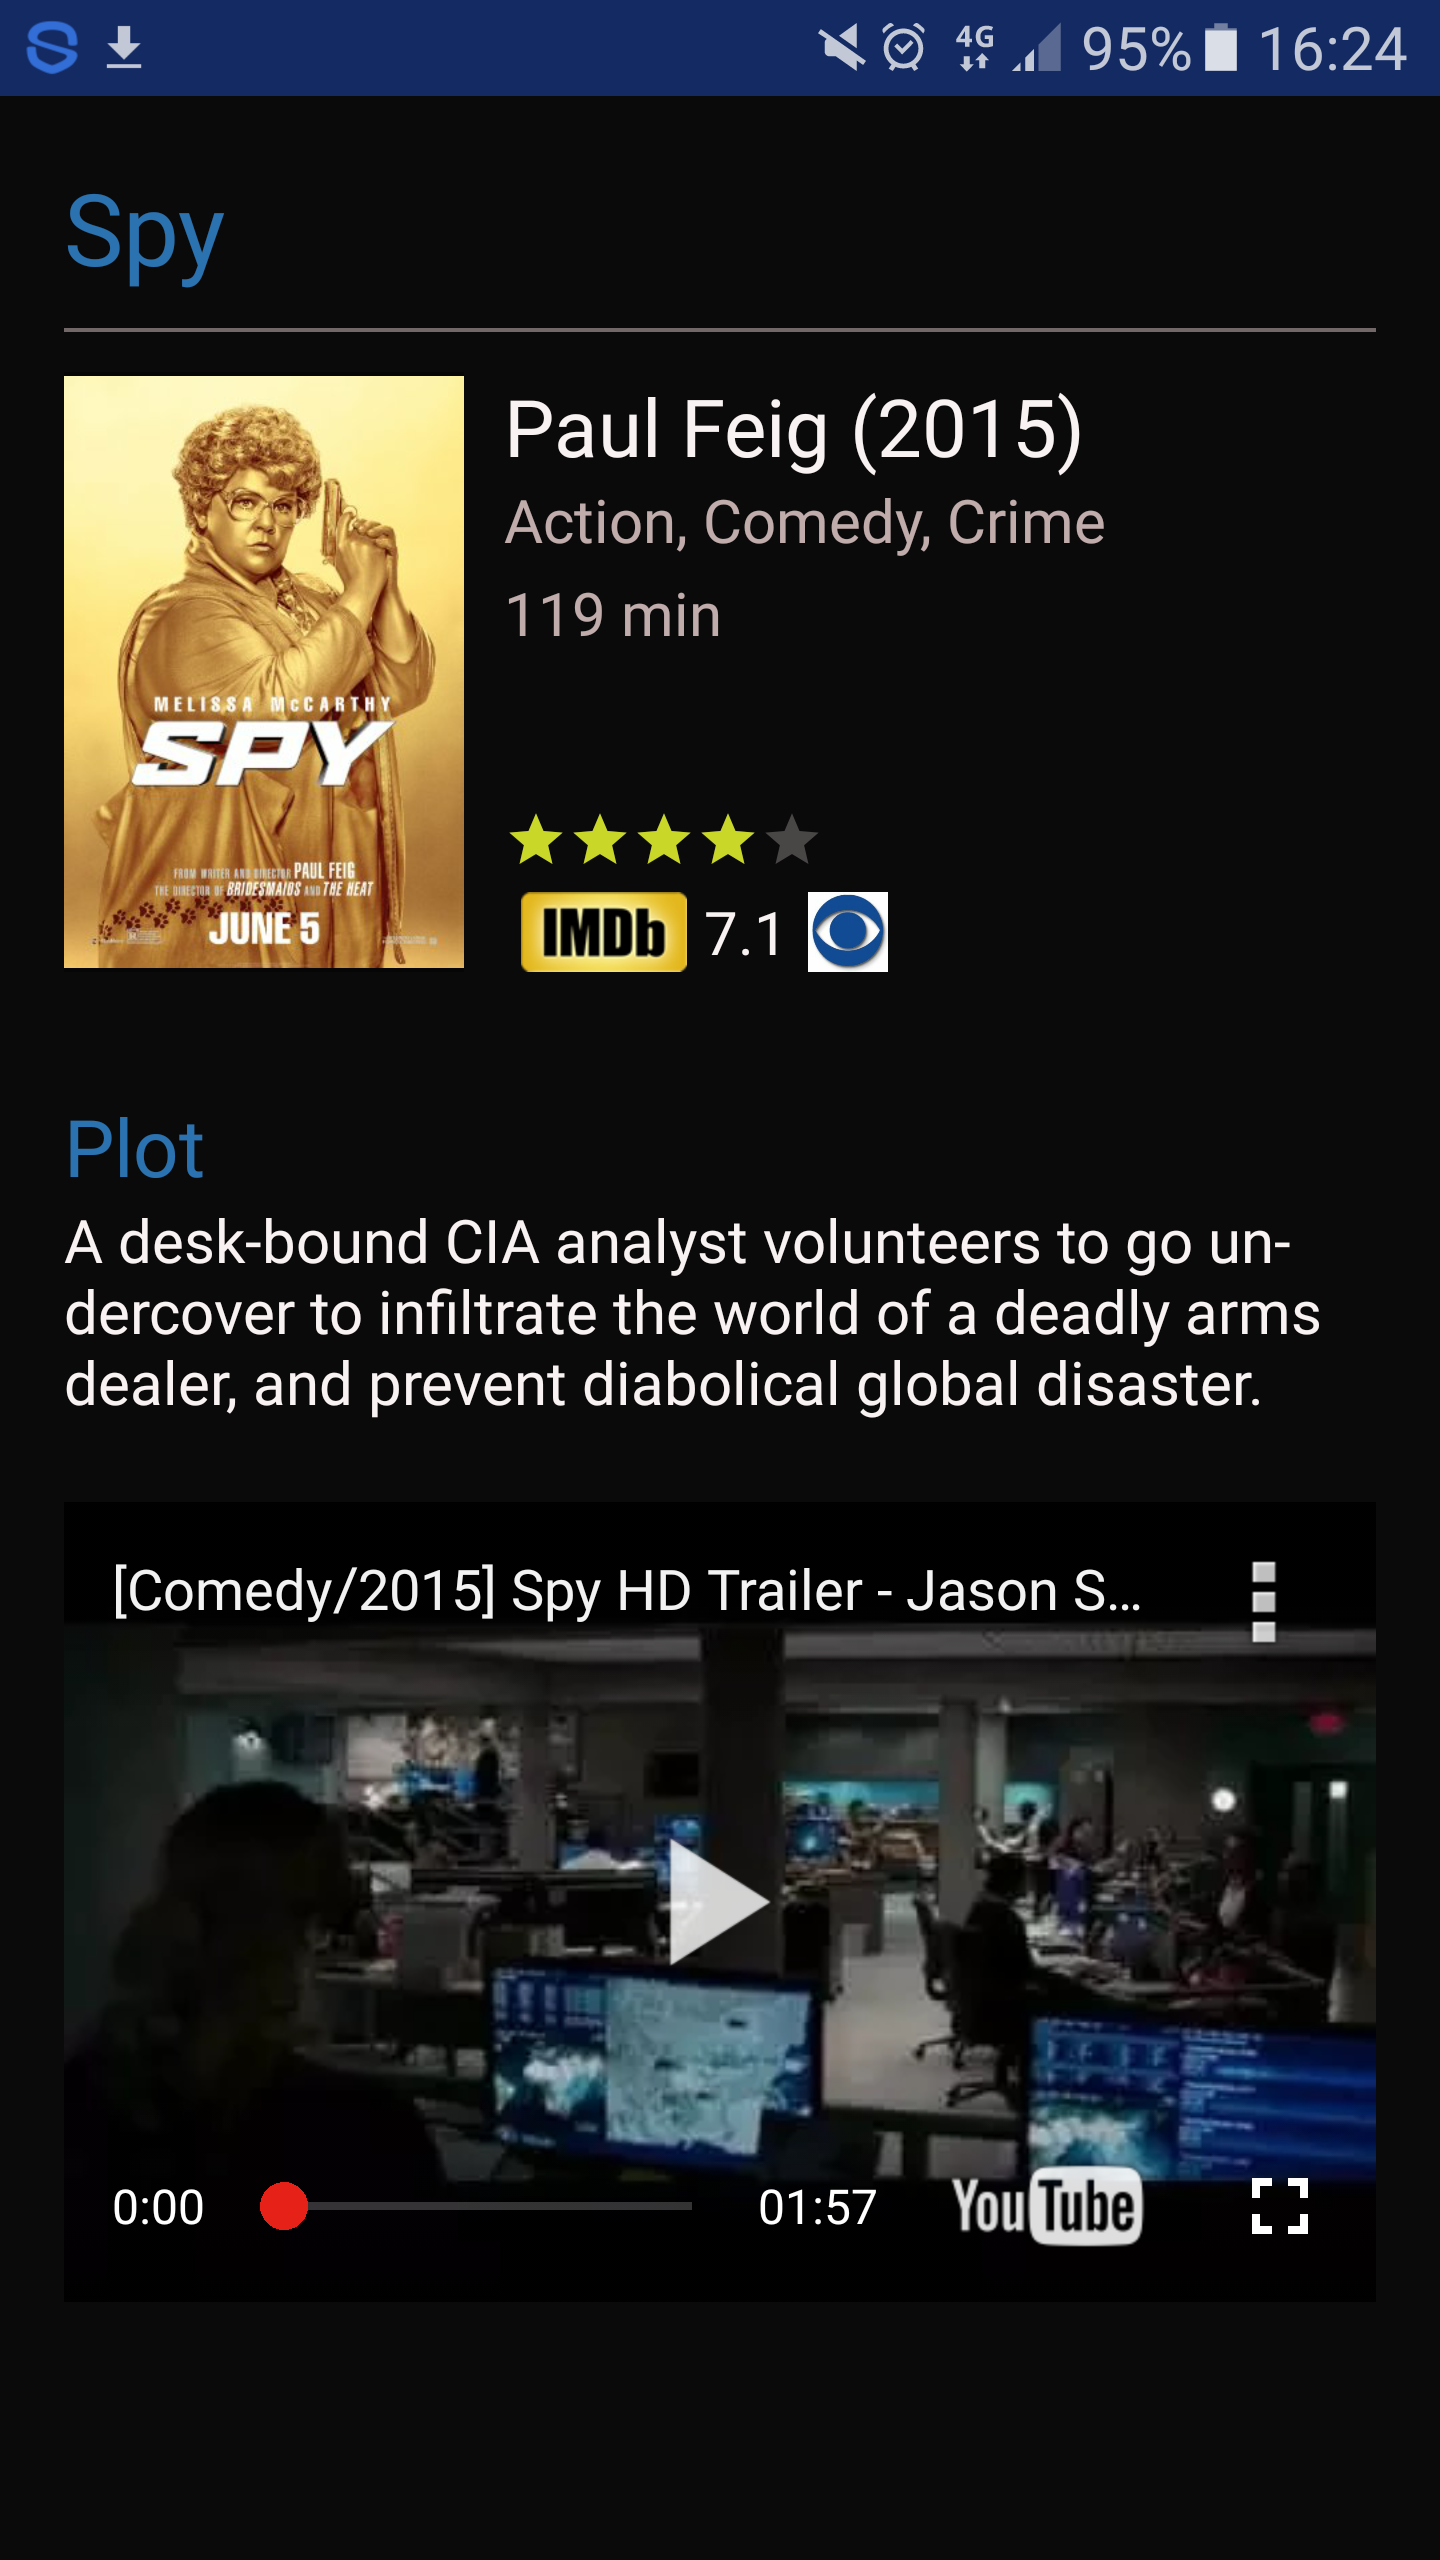 4G 95% 16:24
Spy
Paul Feig (2015)
Action, Comedy, Crime
119 min
MELISSA McCARTHY
SPY
FROM WRITER AND DIRECTOR PAUL FEIG
THE DIRECTOR OF BRIDESMAIDS AND THE HEAT
JUNE 5
IMDb 7.1
Plot
A desk-bound CIA analyst volunteers to go un-
dercover to infiltrate the world of a deadly arms
dealer, and prevent diabolical global disaster.
[Comedy/2015] Spy HD Trailer - Jason S...
0:00 01:57 YouTube